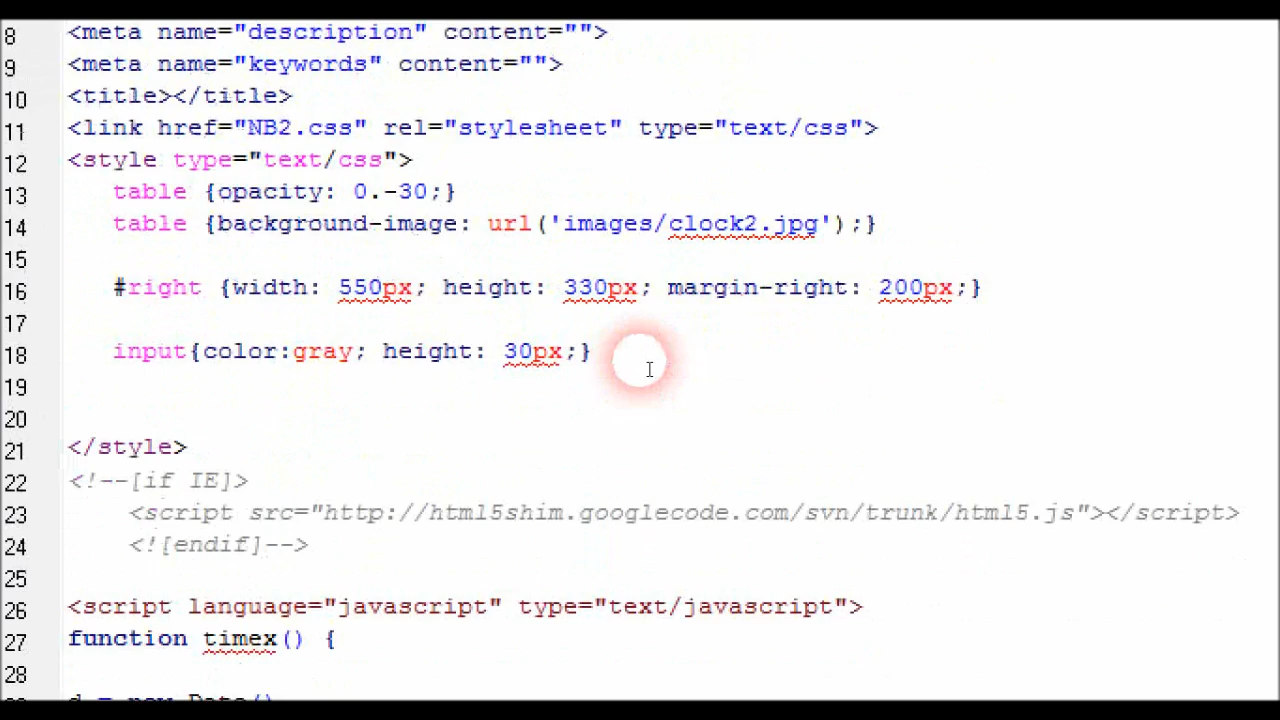 8 <meta name="description" content="">
9 <meta name="keywords" content="">
10 <title></title>
11 <link href="NB2.css" rel="stylesheet" type="text/css">
12 <style type="text/css">
13 table {opacity: 0.-30;}
14 table {background-image: url('images/clock2.jpg');}
15
16 #right {width: 550px; height: 330px; margin-right: 200px;}
17
18 input{color:gray; height: 30px;}
19
20
21 </style>
22 <!--[if IE]>
23 <script src="http://html5shim.googlecode.com/svn/trunk/html5.js"></script>
24 <![endif]-->
25
26 <script language="javascript" type="text/javascript">
27 function timex() {
28
d = new Date()